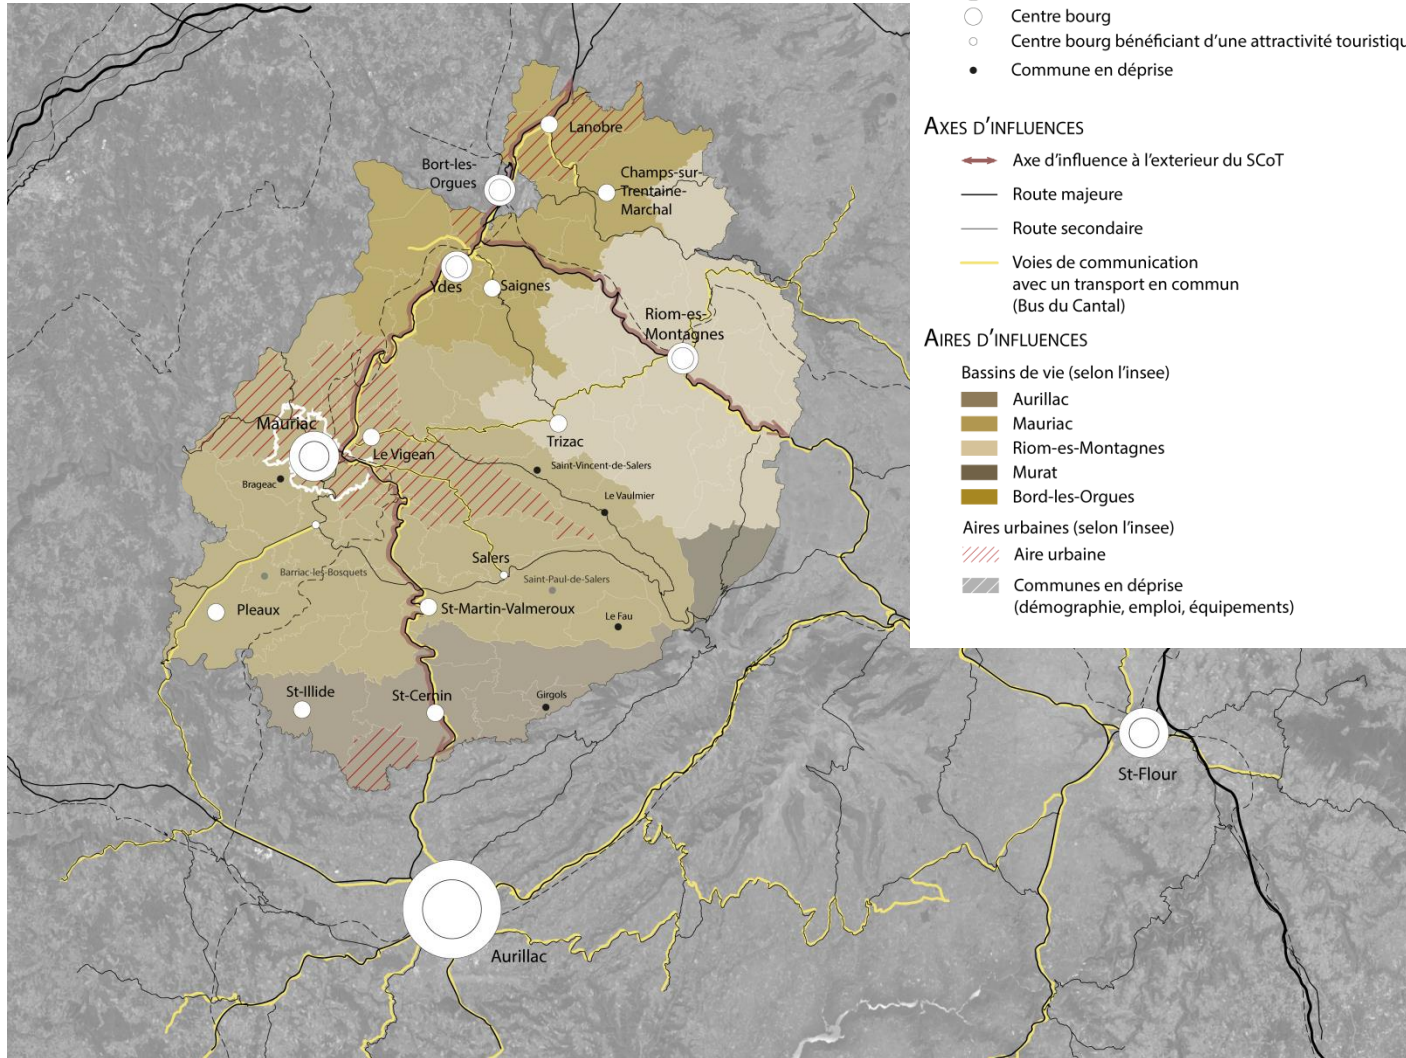 Centre bourg
Centre bourg bénéficiant d'une attractivité touristique
Commune en déprise
AXES D'INFLUENCES
Axe d'influence à l'exterieur du SCoT
Route majeure
Route secondaire
Voies de communication
avec un transport en commun
(Bus du Cantal)
AIRES D'INFLUENCES
Bassins de vie (selon l'insee)
Aurillac
Mauriac
Riom-es-Montagnes
Murat
Bord-les-Orgues
Aires urbaines (selon l'insee)
Aire urbaine
Communes en déprise
(démographie, emploi, équipements)
Lanobre
Bort-les-
Orgues
Champs-sur-
Trentaine-
Marchal
Ydes
Saignes
Riom-es-
Montagnes
Mauriac
Le Vigean
Trizac
Saint-Vincent-de-Salers
Brageac
Le Vaulmier
Salers
Barriac-les-Bosquets
Saint-Paul-de-Salers
Pleaux
St-Martin-Valmeroux
Le Fau
St-Illide
St-Cernin
Girgols
St-Flour
Aurillac